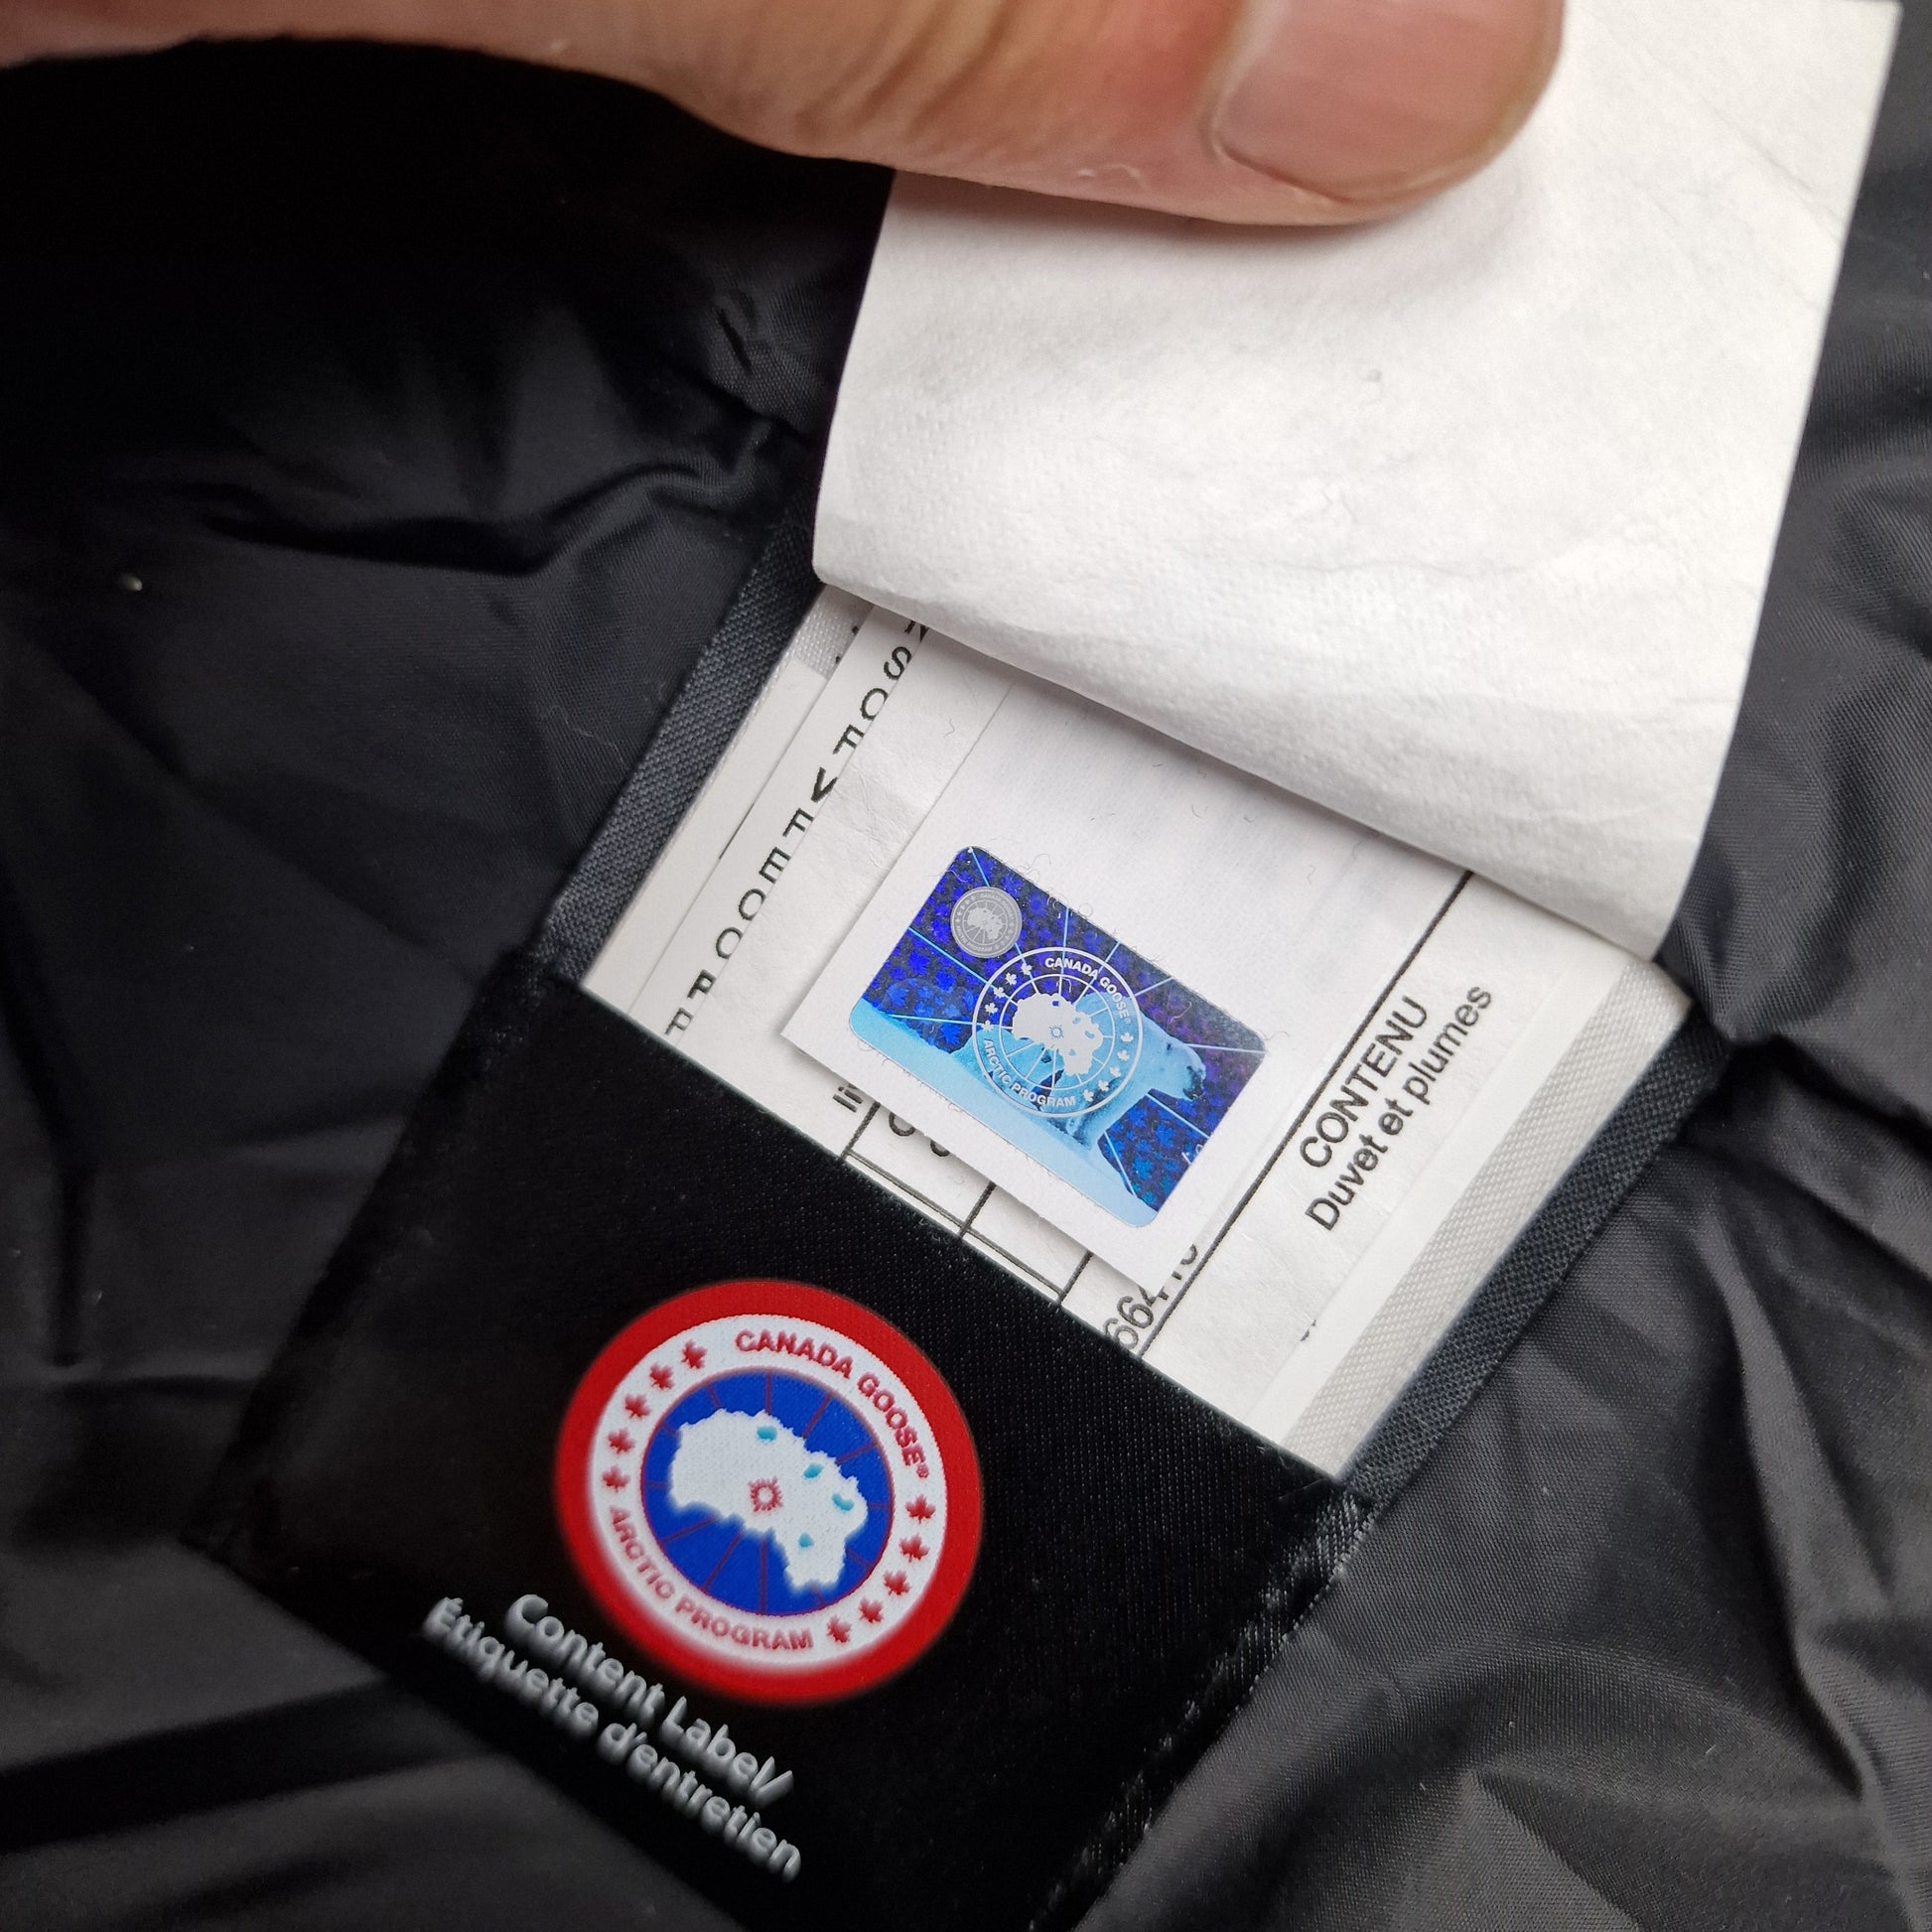 CANADA GOOSE
ARCTIC PROGRAM
CONTENU
Duvet et plumes
CANADA GOOSE®
ARCTIC PROGRAM
Content Label/
Étiquette d'entretien